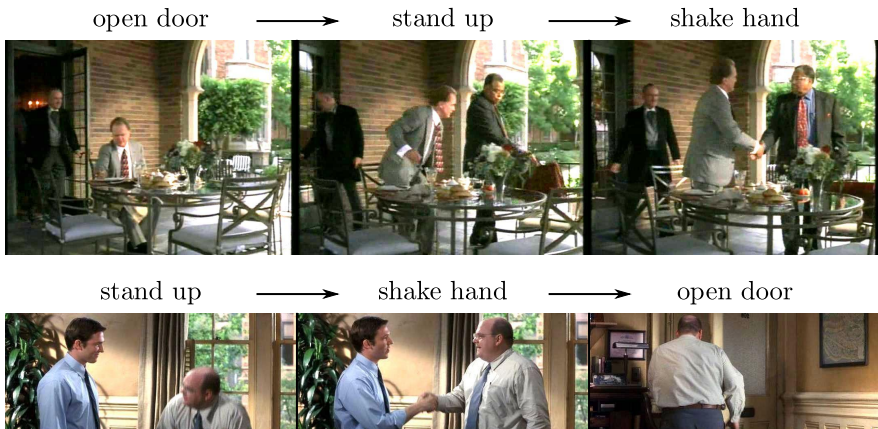 open door → stand up → shake hand
stand up → shake hand → open door